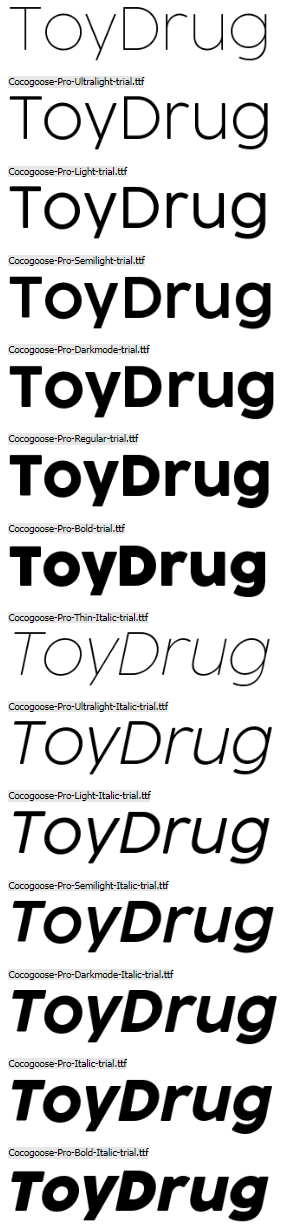 ToyDrug
Cocogoose-Pro-Ultralight-trial.ttf
ToyDrug
Cocogoose-Pro-Light-trial.ttf
ToyDrug
Cocogoose-Pro-Semilight-trial.ttf
ToyDrug
Cocogoose-Pro-Darkmode-trial.ttf
ToyDrug
Cocogoose-Pro-Regular-trial.ttf
ToyDrug
Cocogoose-Pro-Bold-trial.ttf
ToyDrug
Cocogoose-Pro-Thin-Italic-trial.ttf
ToyDrug
Cocogoose-Pro-Ultralight-Italic-trial.ttf
ToyDrug
Cocogoose-Pro-Light-Italic-trial.ttf
ToyDrug
Cocogoose-Pro-Semilight-Italic-trial.ttf
ToyDrug
Cocogoose-Pro-Darkmode-Italic-trial.ttf
ToyDrug
Cocogoose-Pro-Italic-trial.ttf
ToyDrug
Cocogoose-Pro-Bold-Italic-trial.ttf
ToyDrug